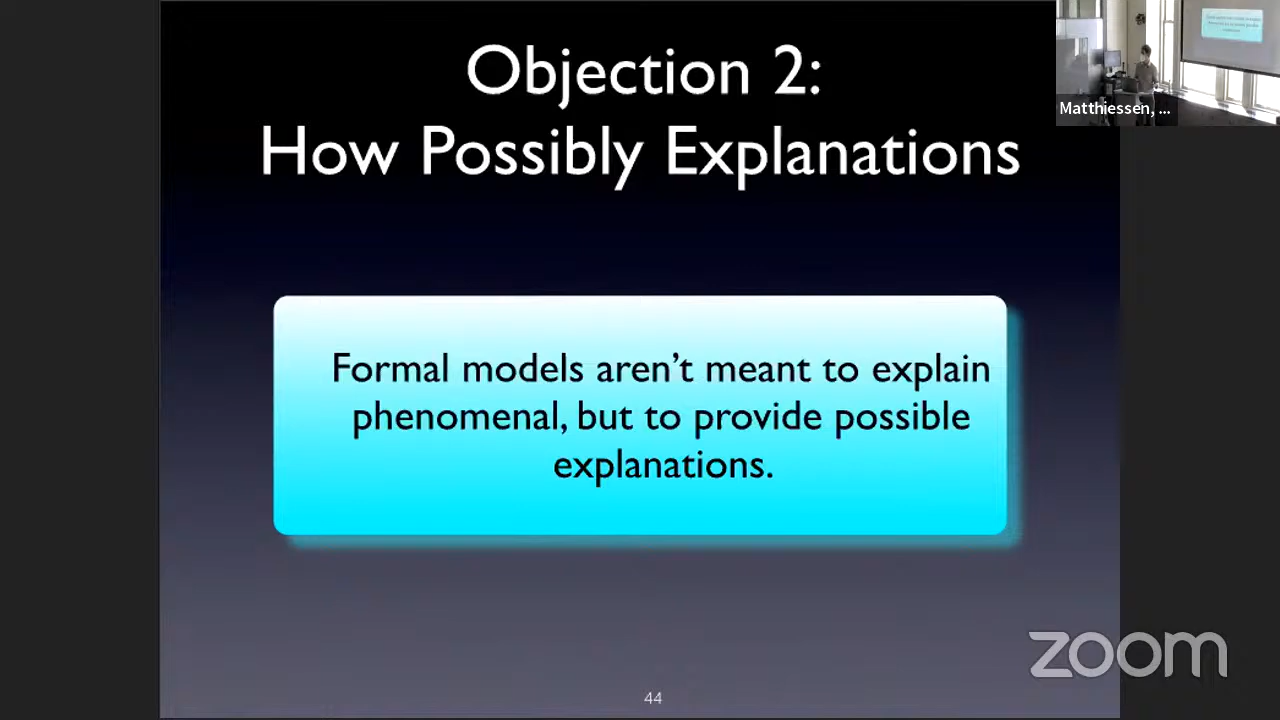 Objection 2:
How Possibly Explanations
Matthiessen, ...
Formal models aren't meant to explain
phenomenal, but to provide possible
explanations.
zoom
44